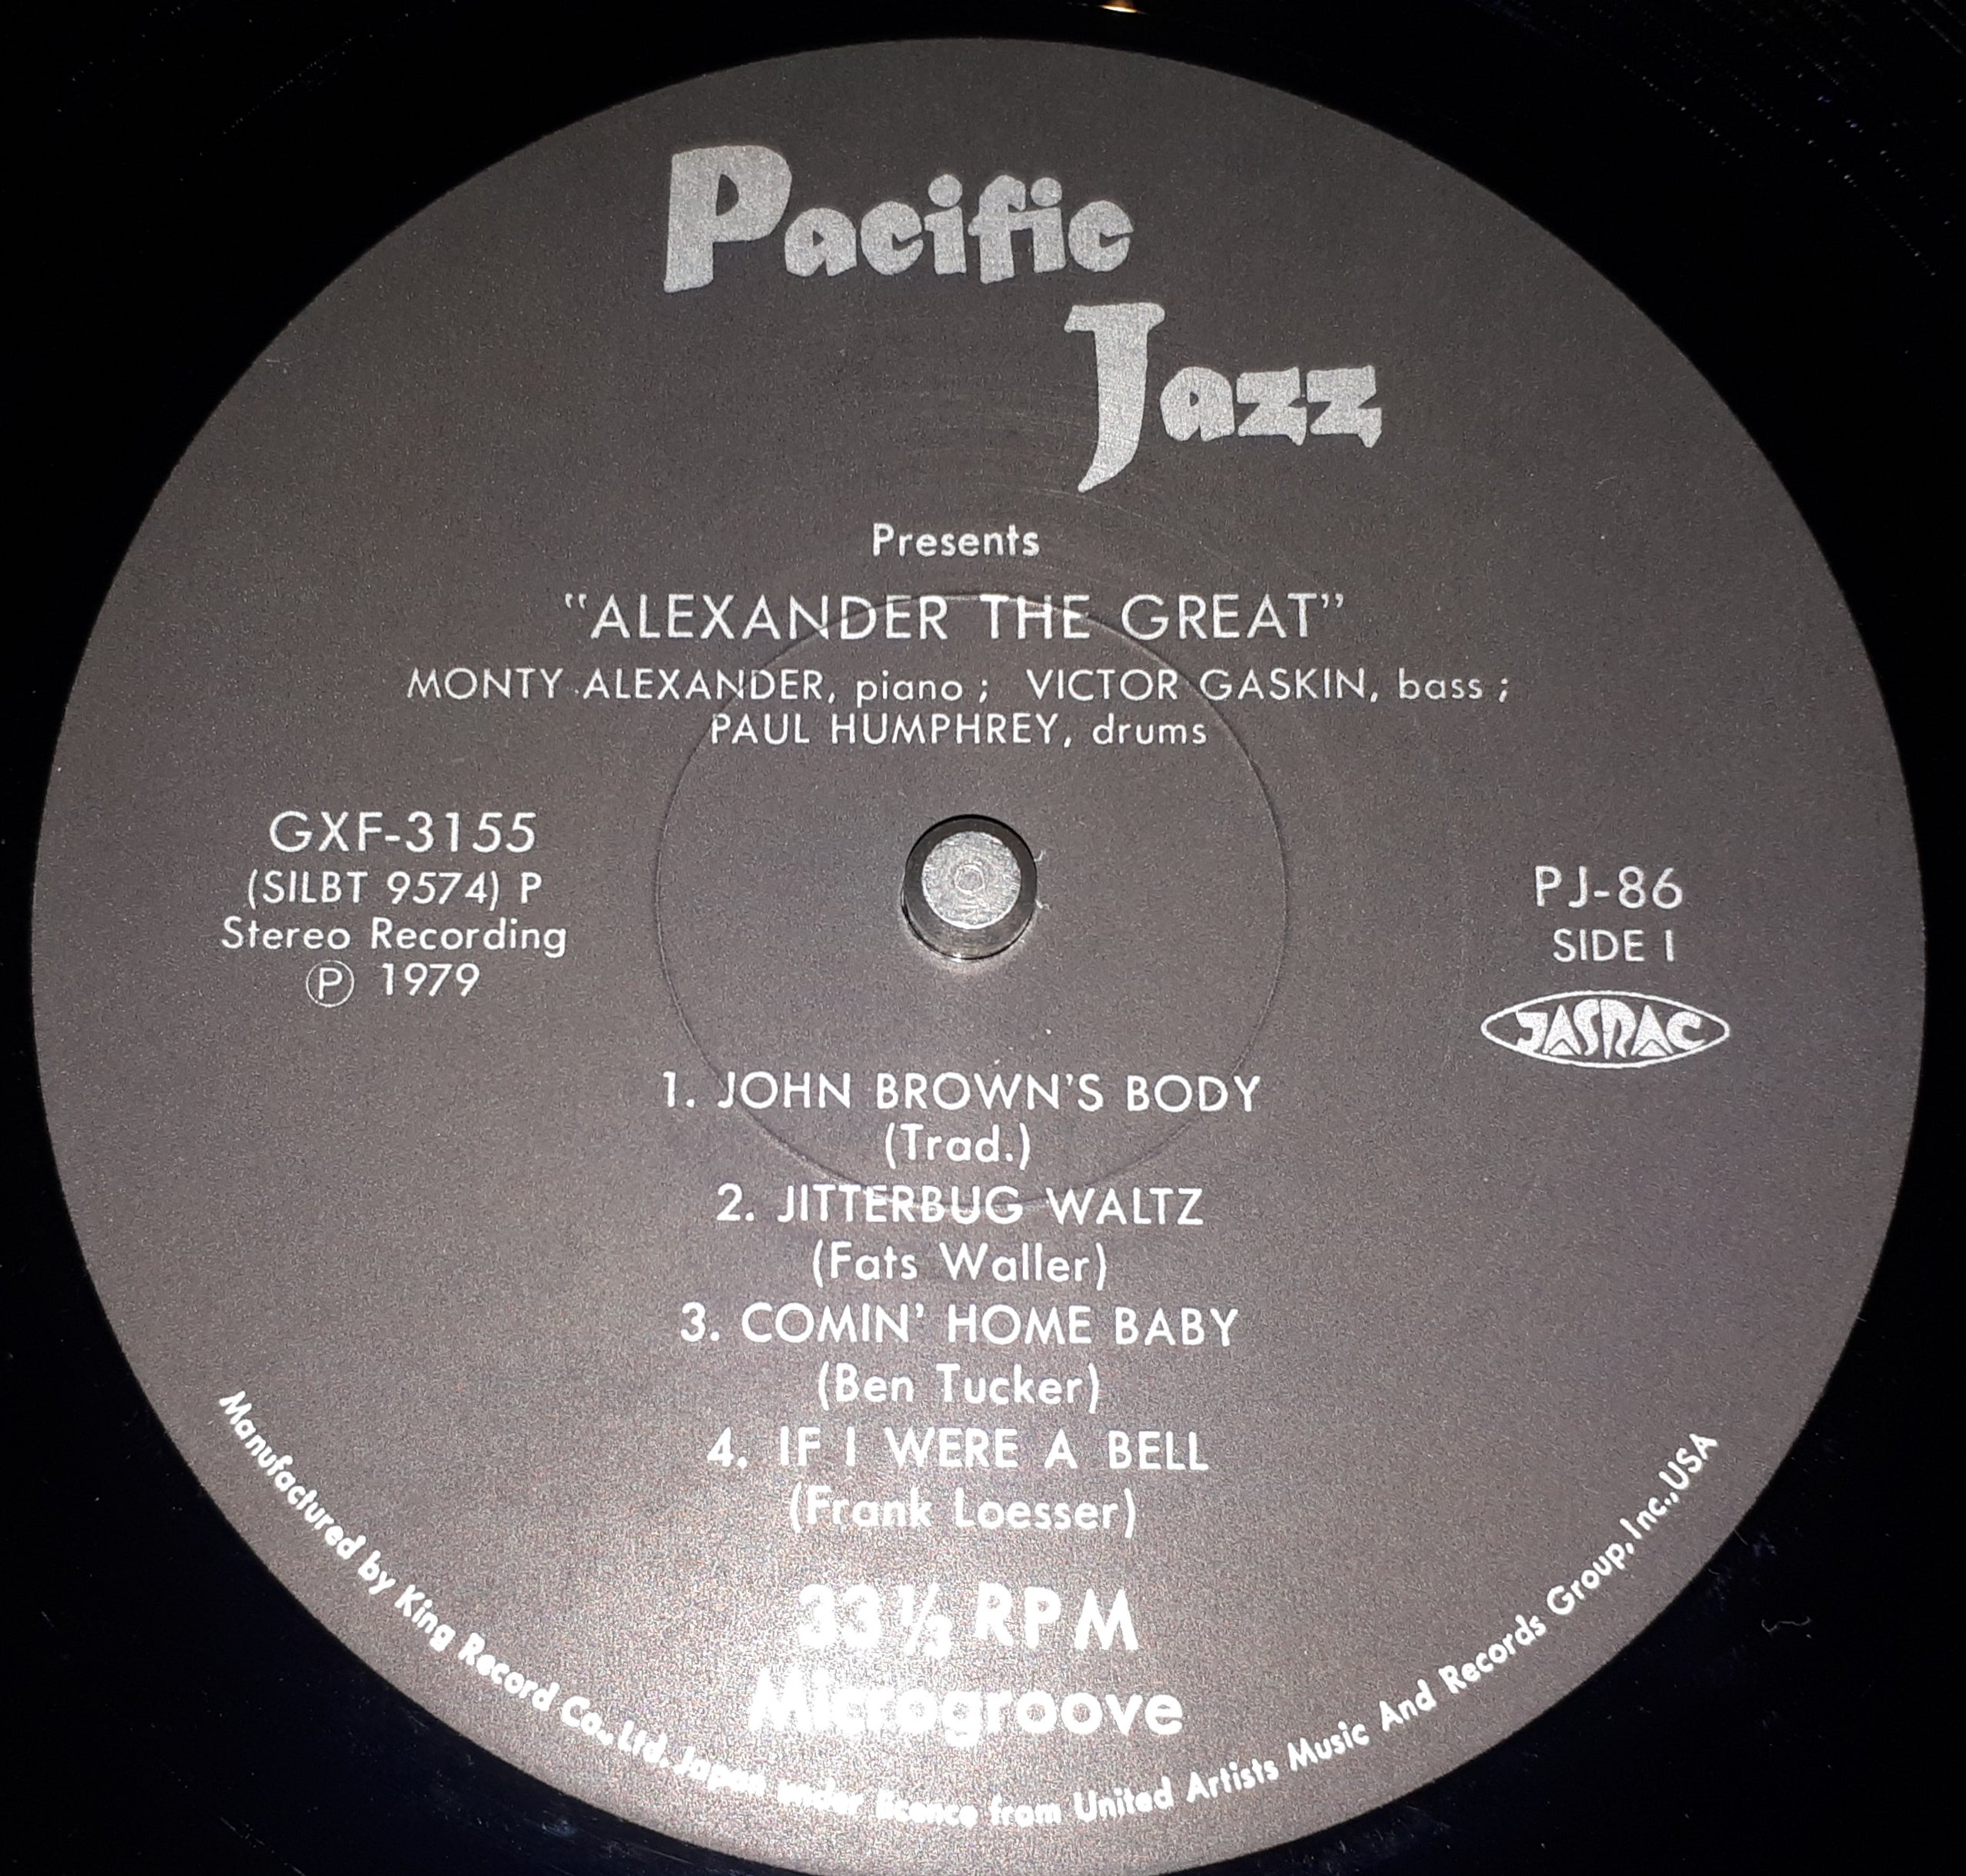 Pacific
Jazz
Presents
“ALEXANDER THE GREAT”
MONTY ALEXANDER, piano ; VICTOR GASKIN, bass ;
PAUL HUMPHREY, drums
GXF-3155
(SILBT 9574) P
Stereo Recording
Ⓟ 1979
PJ-86
SIDE I
JASRAC
1. JOHN BROWN'S BODY
(Trad.)
2. JITTERBUG WALTZ
(Fats Waller)
3. COMIN' HOME BABY
(Ben Tucker)
4. IF I WERE A BELL
(Frank Loesser)
33⅓ RPM
Microgroove
Manufactured by King Record Co., Ltd. Japan under licence from United Artists Music And Records Group, Inc., USA